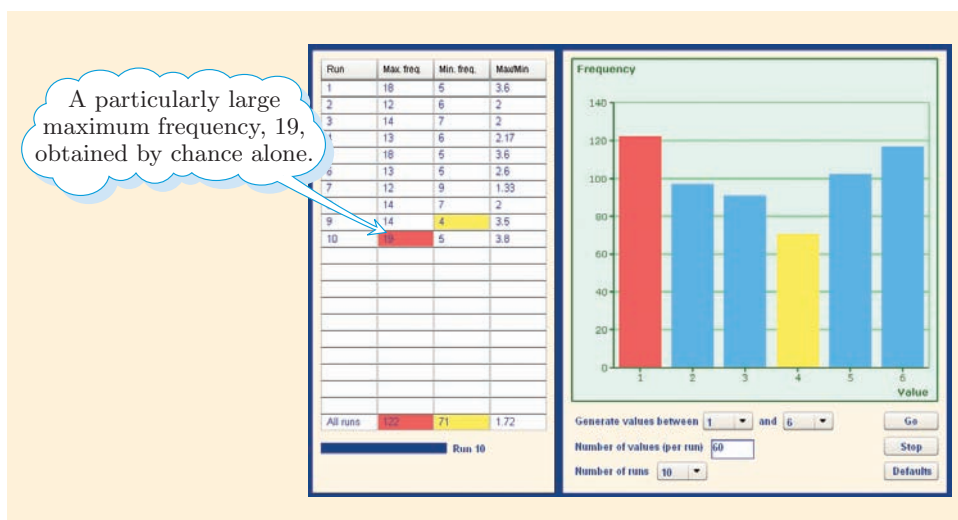 A particularly large
maximum frequency, 19,
obtained by chance alone.
Run Max. freq. Min. freq. Max/Min
1 18 5 3.6
2 12 6 2
3 14 7 2
13 6 2.17
18 5 3.6
6 13 5 2.6
7 12 9 1.33
14 7 2
9 14 4 3.5
10 19 5 3.8
All runs 122 71 1.72
Run 10
Frequency
140
120
100
80
60
40
20
0
1 2 3 4 5 6
Value
Generate values between 1 and 6 Go
Number of values (per run) 60 Stop
Number of runs 10 Defaults